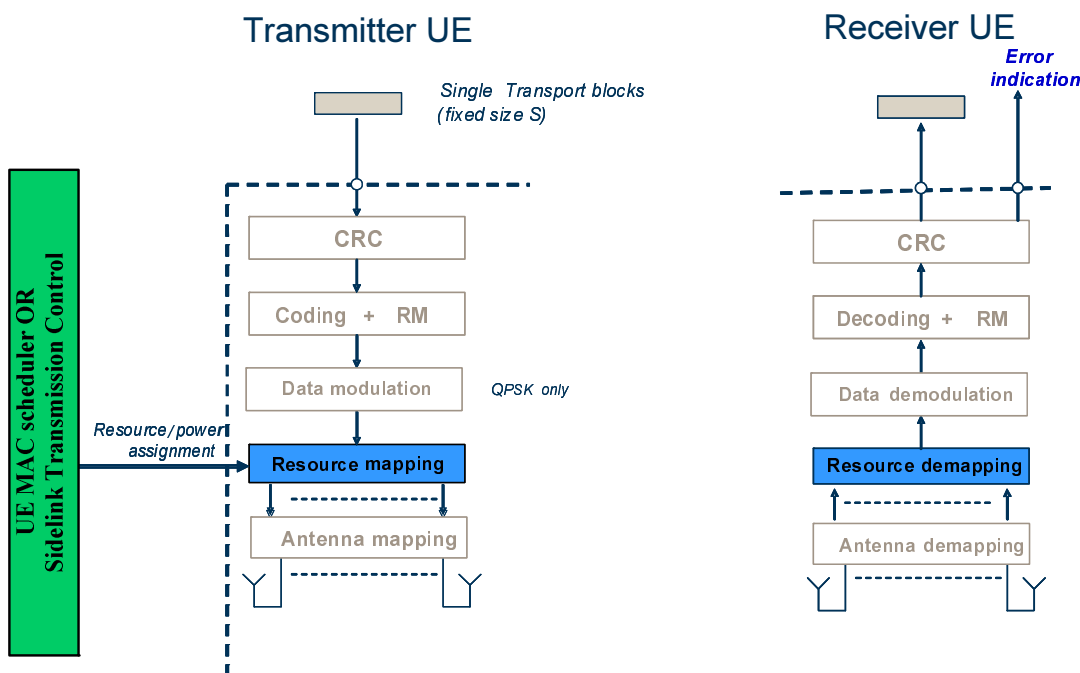 Transmitter UE
Receiver UE
Error
indication
Single Transport blocks
(fixed size S)
UE MAC scheduler OR
Sidelink Transmission Control
CRC
CRC
Coding + RM
Decoding + RM
Data modulation
QPSK only
Data demodulation
Resource/power
assignment
Resource mapping
Resource demapping
Antenna mapping
Antenna demapping